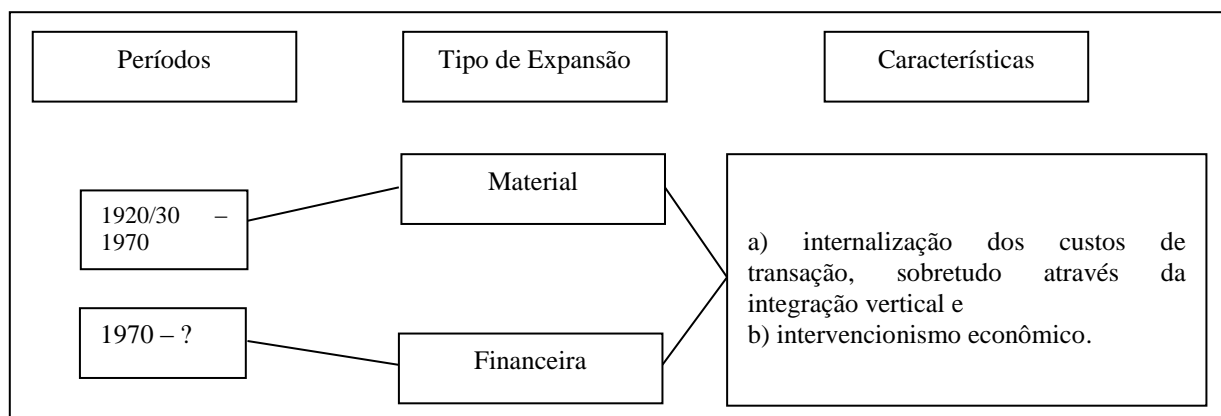 Períodos
Tipo de Expansão
Características
1920/30 –
1970
Material
1970 – ?
Financeira
a) internalização dos custos de
transação, sobretudo através da
integração vertical e
b) intervencionismo econômico.